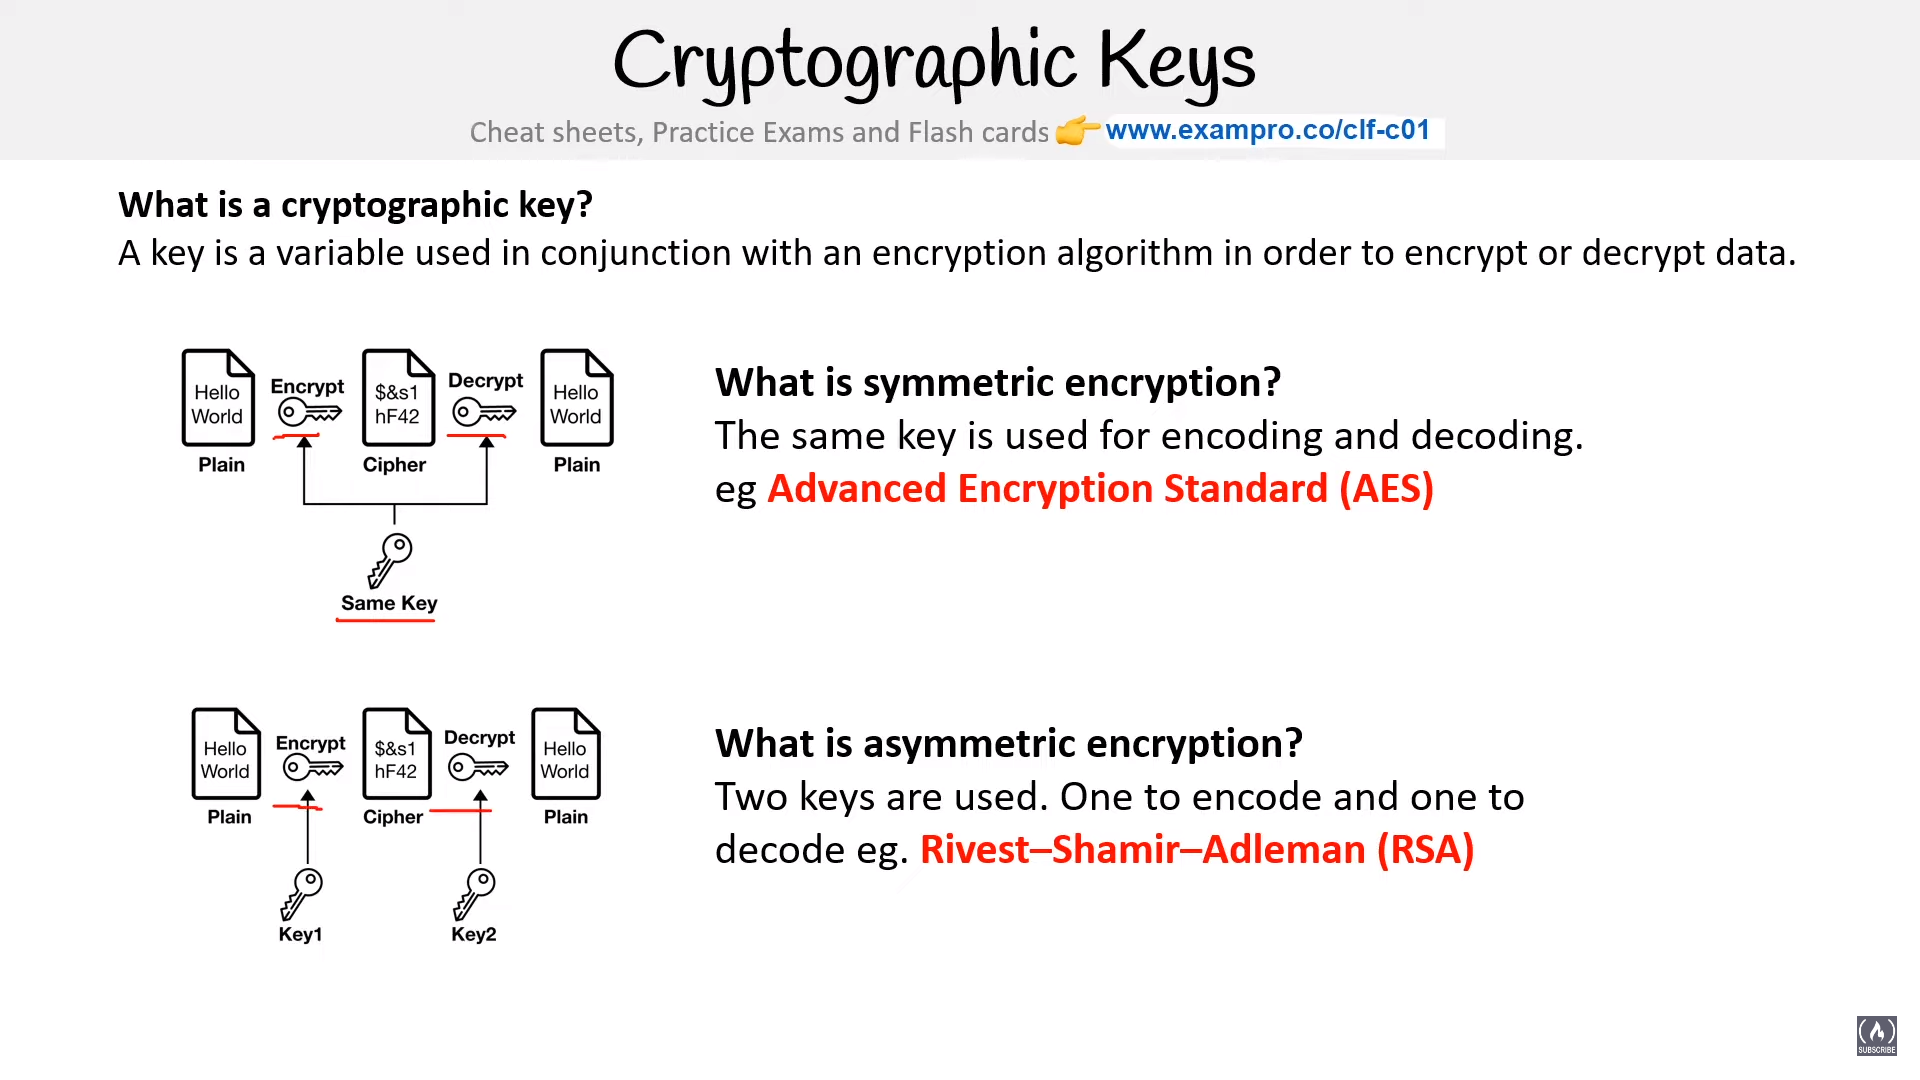 Cryptographic Keys
Cheat sheets, Practice Exams and Flash cards 👉 www.exampro.co/clf-c01
What is a cryptographic key?
A key is a variable used in conjunction with an encryption algorithm in order to encrypt or decrypt data.
Hello
World
Plain
Encrypt
$&s1
hF42
Cipher
Decrypt
Hello
World
Plain
Same Key
What is symmetric encryption?
The same key is used for encoding and decoding.
eg Advanced Encryption Standard (AES)
Hello
World
Plain
Encrypt
$&s1
hF42
Cipher
Decrypt
Hello
World
Plain
Key1
Key2
What is asymmetric encryption?
Two keys are used. One to encode and one to
decode eg. Rivest–Shamir–Adleman (RSA)
SUBSCRIBE